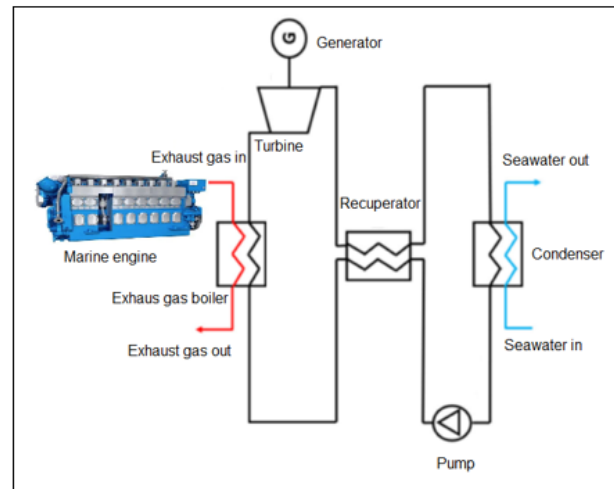 G
Generator
Turbine
Exhaust gas in
Seawater out
Recuperator
Marine engine
Condenser
Exhaus gas boiler
Exhaust gas out
Seawater in
Pump